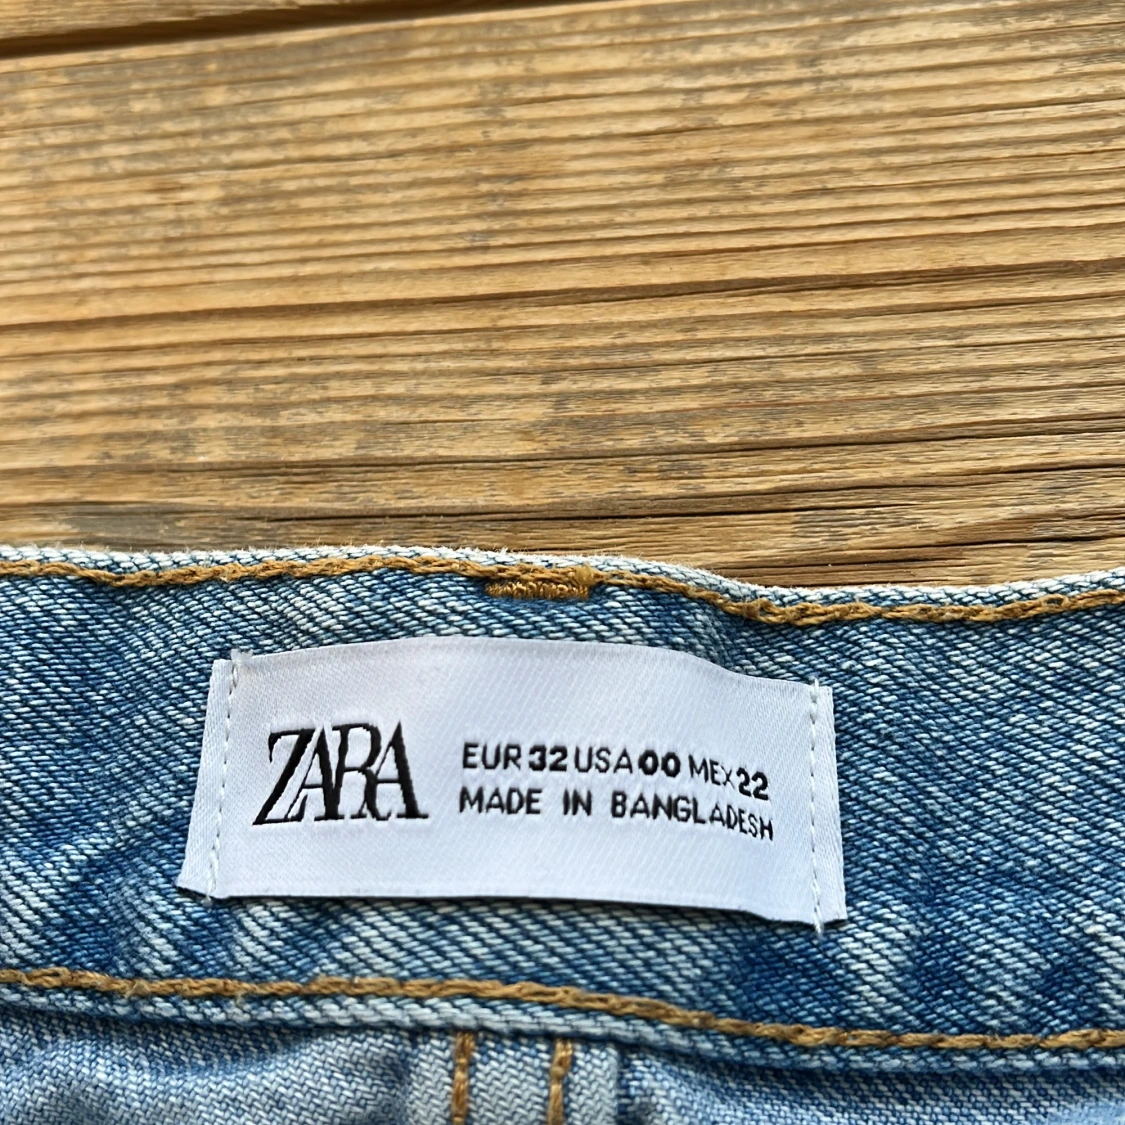 ZARA
EUR 32 USA 00 MEX 22
MADE IN BANGLADESH